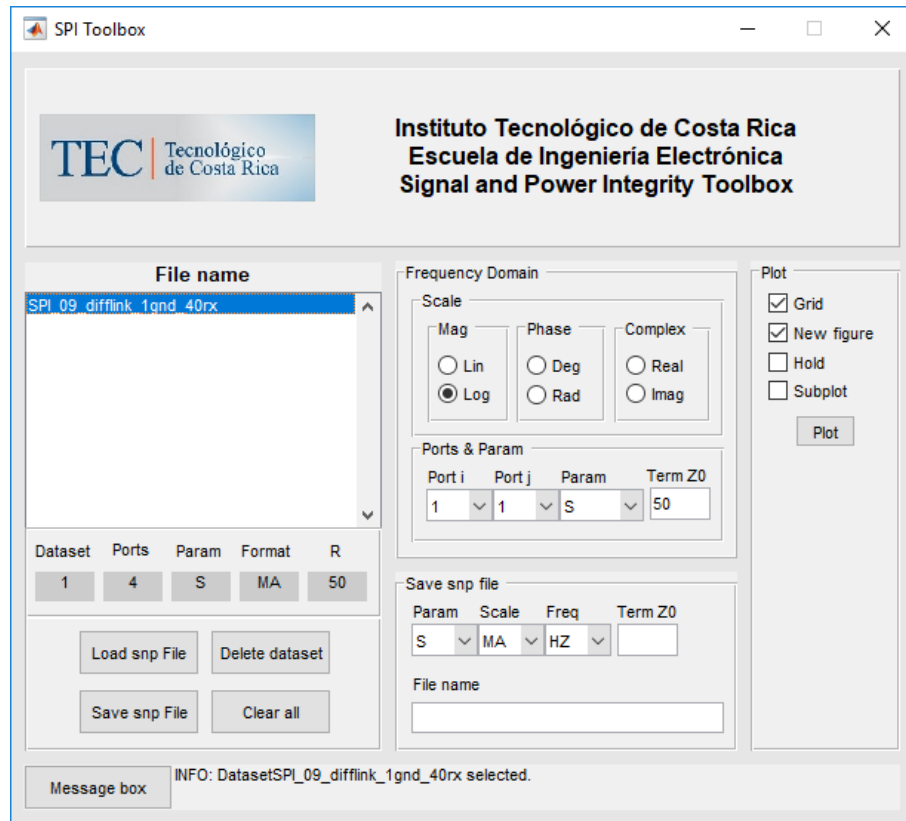 SPI Toolbox
TEC Tecnológico
de Costa Rica
Instituto Tecnológico de Costa Rica
Escuela de Ingeniería Electrónica
Signal and Power Integrity Toolbox
File name
SPI_09_difflink_1gnd_40rx
Dataset Ports Param Format R
1 4 S MA 50
Load snp File Delete dataset
Save snp File Clear all
Frequency Domain
Scale
Mag Phase Complex
Lin Deg Real
Log Rad Imag
Ports & Param
Port i Port j Param Term Z0
1 1 S 50
Save snp file
Param Scale Freq Term Z0
S MA HZ
File name
Plot
Grid
New figure
Hold
Subplot
Plot
Message box INFO: DatasetSPI_09_difflink_1gnd_40rx selected.